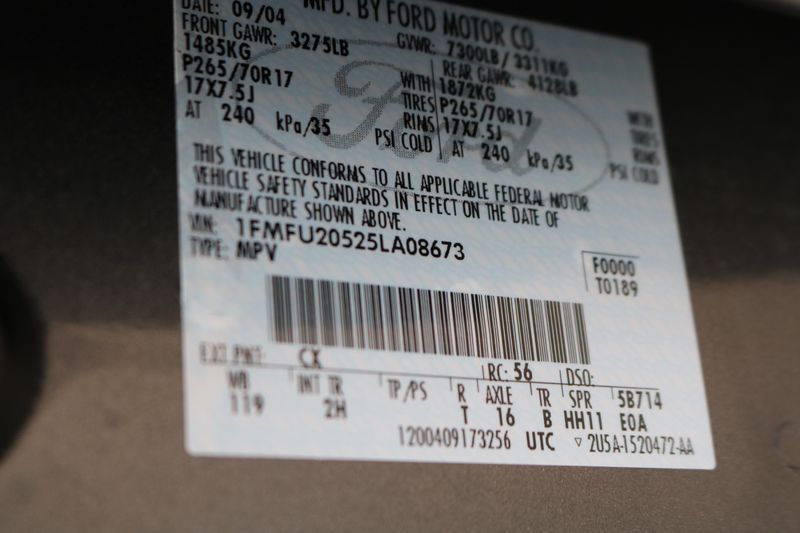 DATE: 09/04 MFD. BY FORD MOTOR CO.
FRONT GAWR: 3275LB GVWR: 7300LB / 3311KG
1485KG REAR GAWR: 4128LB
P265/70R17 WITH 1872KG WITH
17X7.5J TIRES P265/70R17 TIRES
AT 240 kPa/35 RIMS 17X7.5J RIMS
PSI COLD AT 240 kPa/35 PSI COLD
Ford
THIS VEHICLE CONFORMS TO ALL APPLICABLE FEDERAL MOTOR
VEHICLE SAFETY STANDARDS IN EFFECT ON THE DATE OF
MANUFACTURE SHOWN ABOVE.
VIN: 1FMFU20525LA08673
TYPE: MPV
F0000
T0189
EXT PNT: CX RC: 56 DSO:
WB INT TR TP/PS R AXLE TR SPR 5B714
119 2H T 16 B HH11 E0A
1200409173256 UTC ▽ 2U5A-1520472-AA